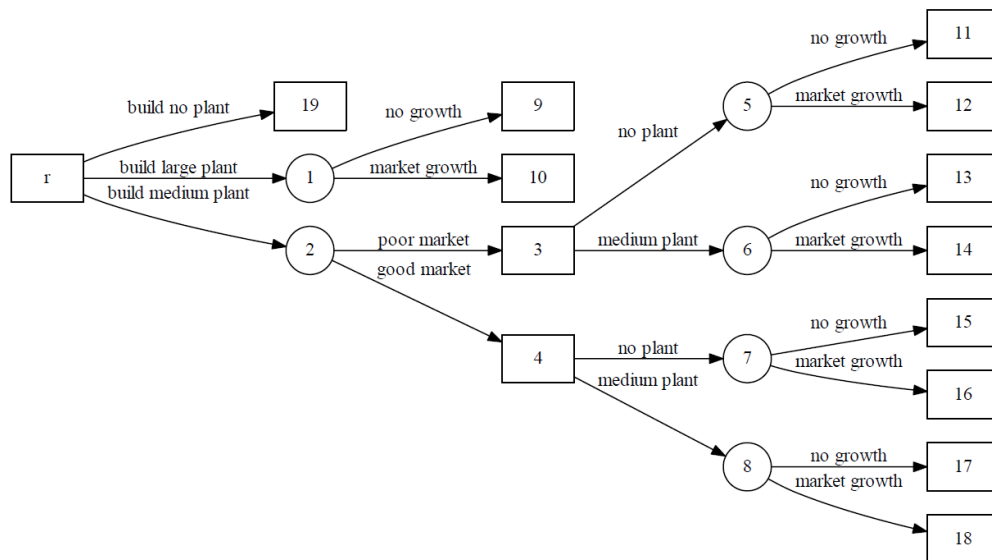 11
no growth
build no plant
19
no growth
9
5
market growth
12
no plant
r
build large plant
1
market growth
10
no growth
13
build medium plant
2
poor market
3
medium plant
6
market growth
14
good market
4
no plant
7
no growth
15
medium plant
market growth
16
8
no growth
17
market growth
18